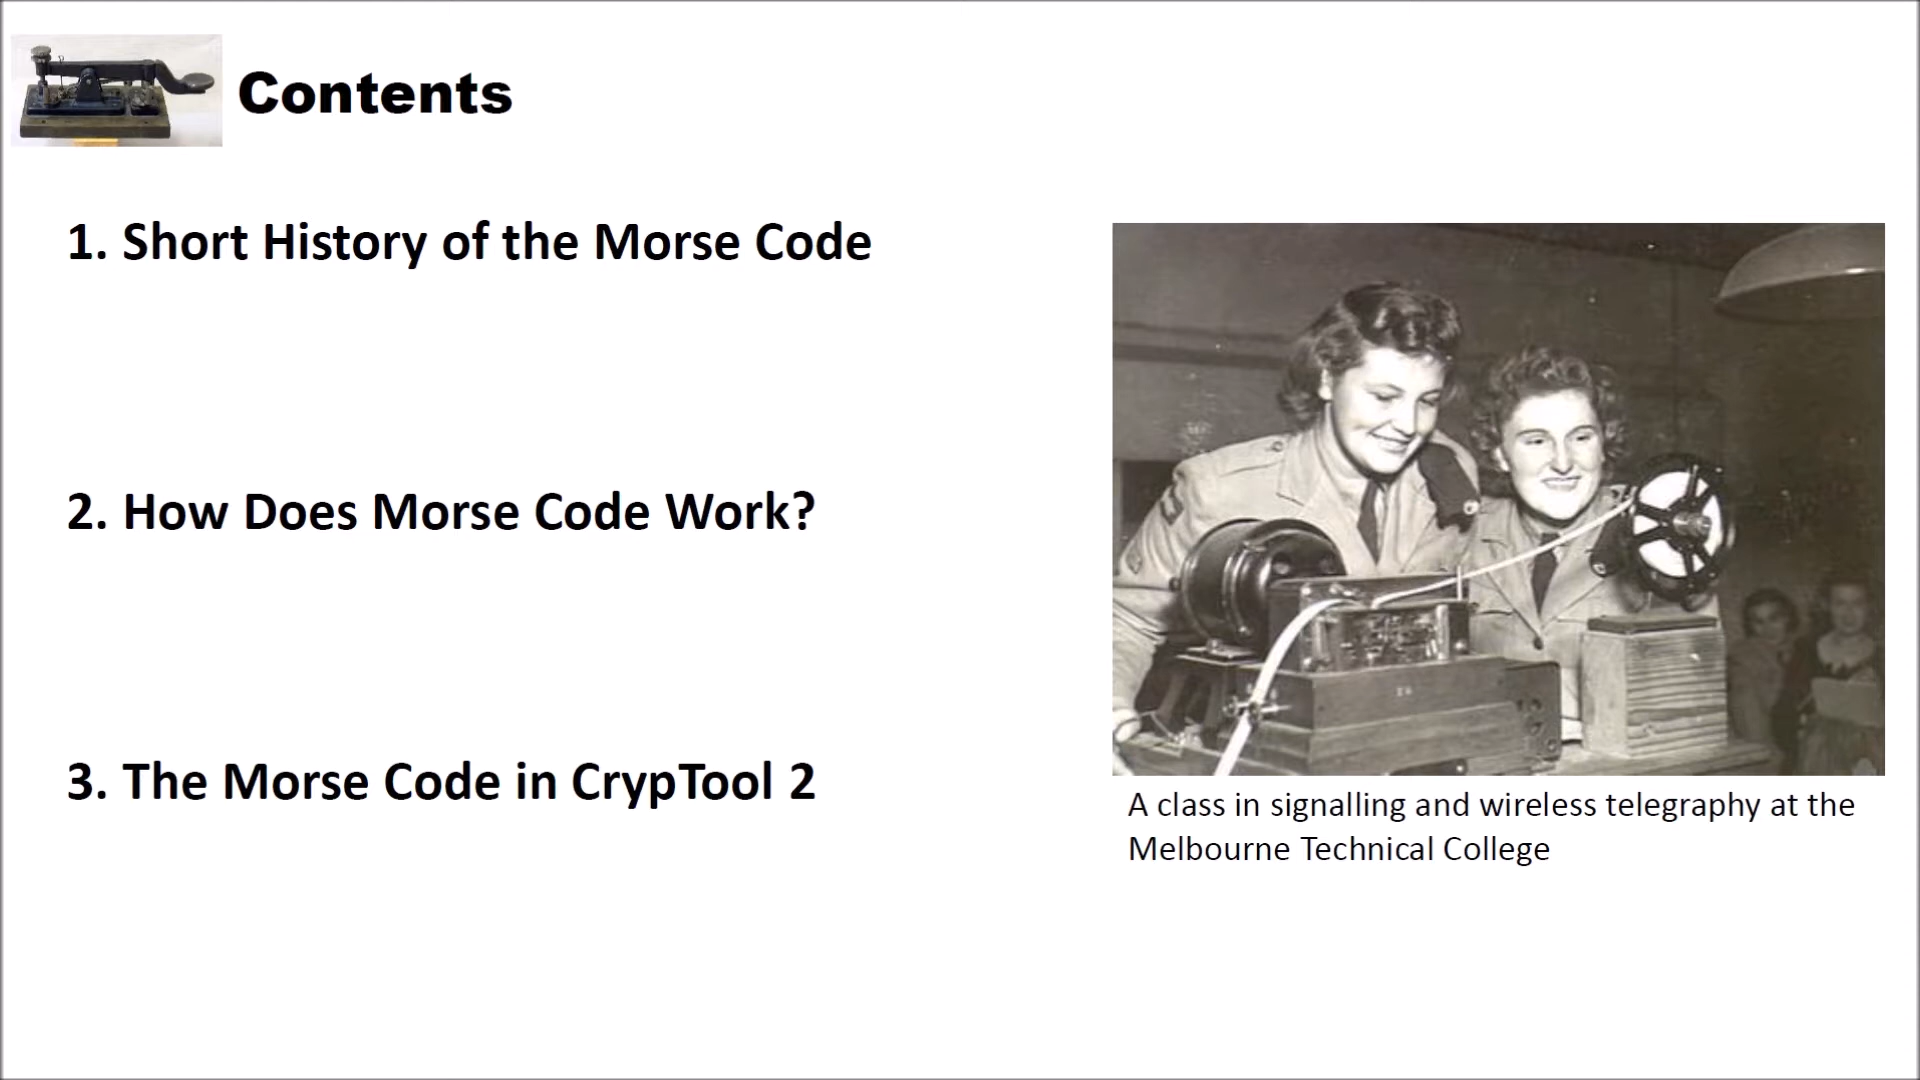 Contents
1. Short History of the Morse Code
2. How Does Morse Code Work?
3. The Morse Code in CrypTool 2
A class in signalling and wireless telegraphy at the
Melbourne Technical College